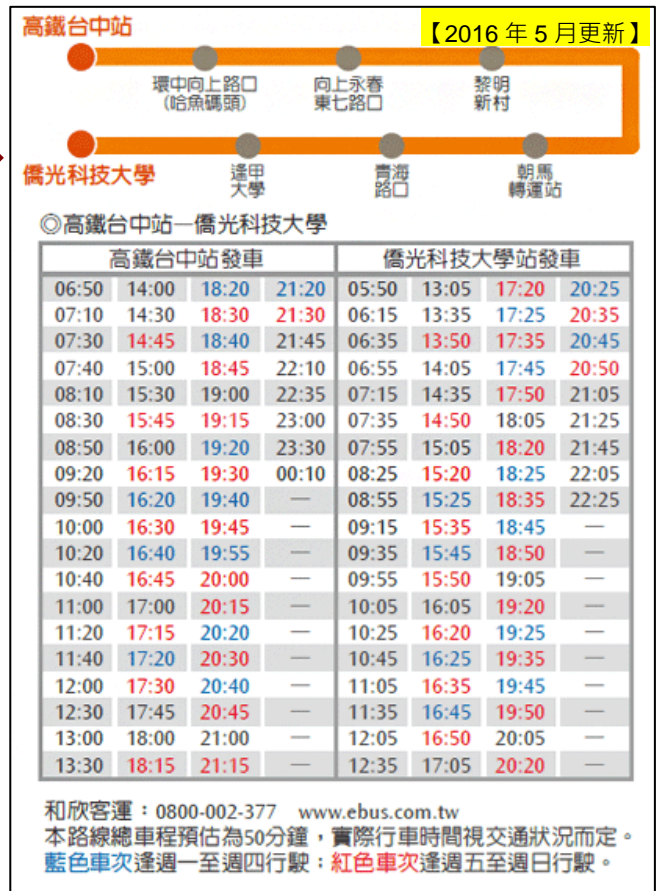 高鐵台中站
【2016 年 5 月更新】
環中向上路口
(哈魚碼頭)
向上永春
東七路口
黎明
新村
僑光科技大學
逢甲
大學
青海
路口
朝馬
轉運站
◎高鐵台中站—僑光科技大學
高鐵台中站發車 僑光科技大學站發車
06:50 14:00 18:20 21:20 05:50 13:05 17:20 20:25
07:10 14:30 18:30 21:30 06:15 13:35 17:25 20:35
07:30 14:45 18:40 21:45 06:35 13:50 17:35 20:45
07:40 15:00 18:45 22:10 06:55 14:05 17:45 20:50
08:10 15:30 19:00 22:35 07:15 14:35 17:50 21:05
08:30 15:45 19:15 23:00 07:35 14:50 18:05 21:25
08:50 16:00 19:20 23:30 07:55 15:05 18:20 21:45
09:20 16:15 19:30 00:10 08:25 15:20 18:25 22:05
09:50 16:20 19:40 — 08:55 15:25 18:35 22:25
10:00 16:30 19:45 — 09:15 15:35 18:45 —
10:20 16:40 19:55 — 09:35 15:45 18:50 —
10:40 16:45 20:00 — 09:55 15:50 19:05 —
11:00 17:00 20:15 — 10:05 16:05 19:20 —
11:20 17:15 20:20 — 10:25 16:20 19:25 —
11:40 17:20 20:30 — 10:45 16:25 19:35 —
12:00 17:30 20:40 — 11:05 16:35 19:45 —
12:30 17:45 20:45 — 11:35 16:45 19:50 —
13:00 18:00 21:00 — 12:05 16:50 20:05 —
13:30 18:15 21:15 — 12:35 17:05 20:20 —
和欣客運：0800-002-377 www.ebus.com.tw
本路線總車程預估為50分鐘，實際行車時間視交通狀況而定。
藍色車次逢週一至週四行駛；紅色車次逢週五至週日行駛。